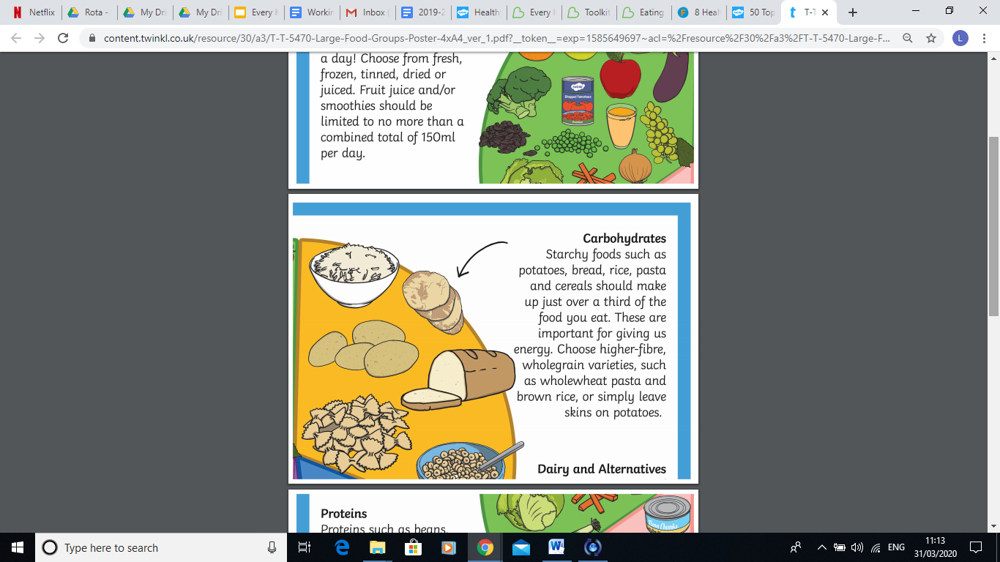 Netflix
Rota -
My Dri
My Dri
Every
Workin
Inbox
2019-2
Health
Every
Toolkit
Eating
8 Heal
50 Top
T-T
content.twinkl.co.uk/resource/30/a3/T-T-5470-Large-Food-Groups-Poster-4xA4_ver_1.pdf?__token__=exp=1585649697~acl=%2Fresource%2F30%2Fa3%2FT-T-5470-Large-F...
L
a day! Choose from fresh,
frozen, tinned, dried or
juiced. Fruit juice and/or
smoothies should be
limited to no more than a
combined total of 150ml
per day.
twinkl
Chopped Tomatoes
Carbohydrates
Starchy foods such as
potatoes, bread, rice, pasta
and cereals should make
up just over a third of the
food you eat. These are
important for giving us
energy. Choose higher-fibre,
wholegrain varieties, such
as wholewheat pasta and
brown rice, or simply leave
skins on potatoes.
Dairy and Alternatives
Proteins
Proteins such as beans,
Tuna Chunks
Type here to search
ENG
11:13
31/03/2020